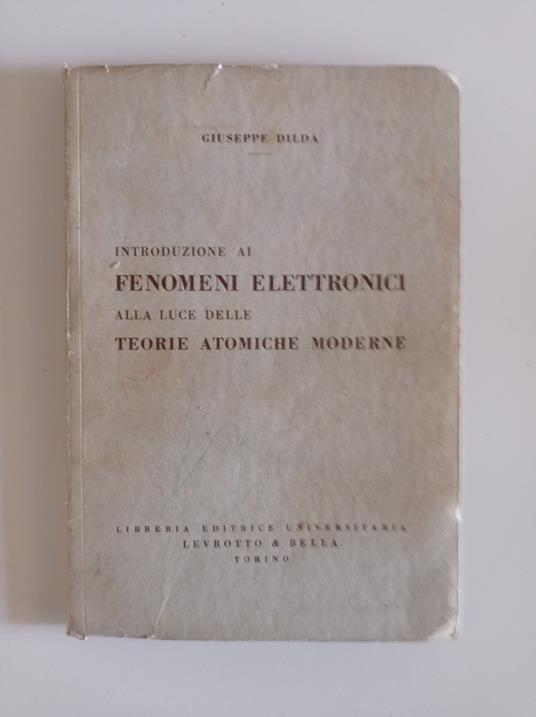 GIUSEPPE DILDA
INTRODUZIONE AI
FENOMENI ELETTRONICI
ALLA LUCE DELLE
TEORIE ATOMICHE MODERNE
LIBRERIA EDITRICE UNIVERSITARIA
LEVROTTO & BELLA
TORINO